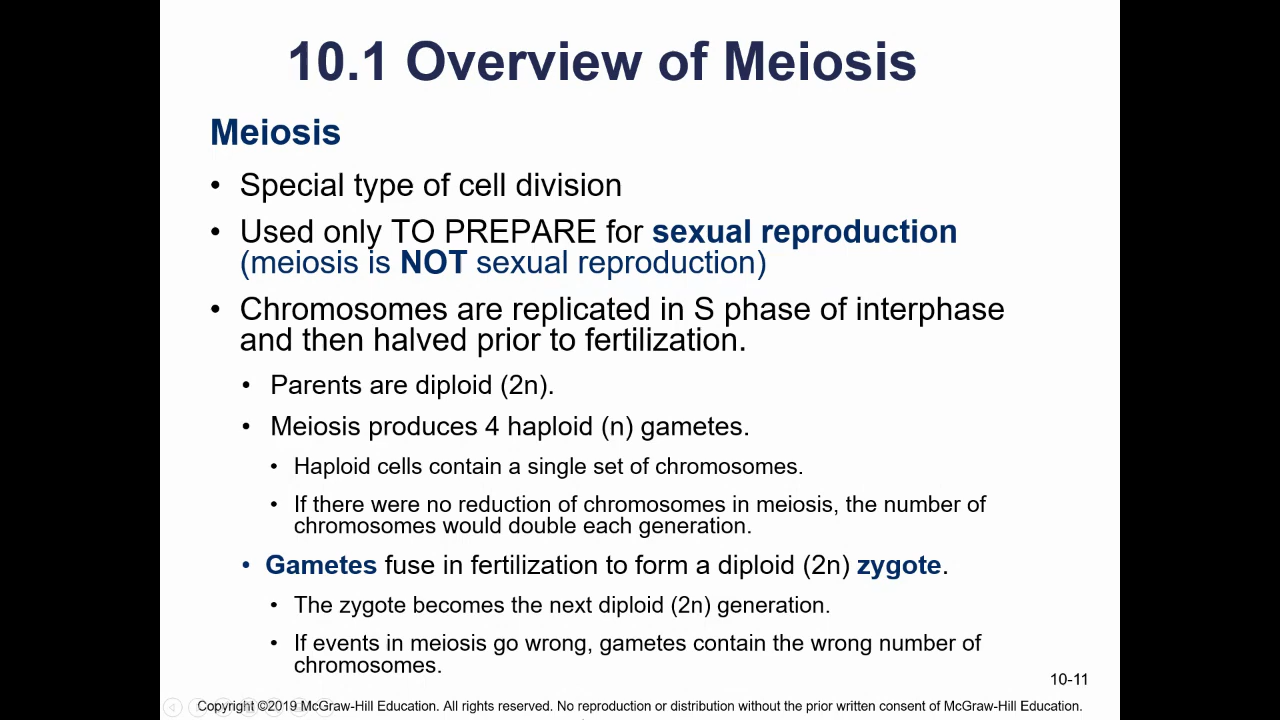 10.1 Overview of Meiosis
Meiosis
• Special type of cell division
• Used only TO PREPARE for sexual reproduction
(meiosis is NOT sexual reproduction)
• Chromosomes are replicated in S phase of interphase
and then halved prior to fertilization.
• Parents are diploid (2n).
• Meiosis produces 4 haploid (n) gametes.
• Haploid cells contain a single set of chromosomes.
• If there were no reduction of chromosomes in meiosis, the number of
chromosomes would double each generation.
• Gametes fuse in fertilization to form a diploid (2n) zygote.
• The zygote becomes the next diploid (2n) generation.
• If events in meiosis go wrong, gametes contain the wrong number of
chromosomes.
10-11
Copyright ©2019 McGraw-Hill Education. All rights reserved. No reproduction or distribution without the prior written consent of McGraw-Hill Education.